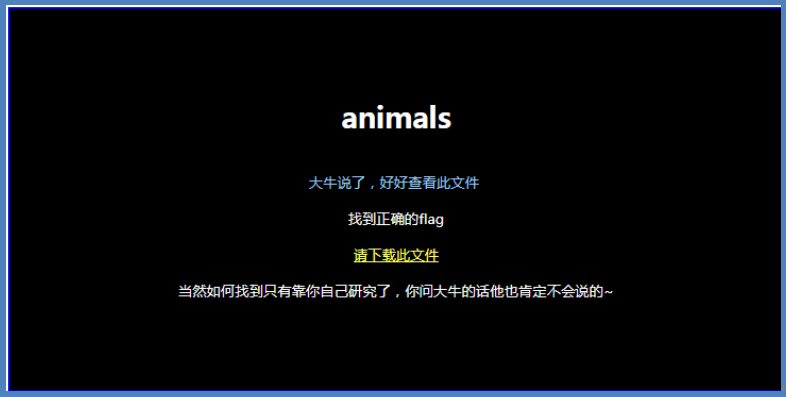 animals
大牛说了，好好查看此文件
找到正确的flag
请下载此文件
当然如何找到只有靠你自己研究了，你问大牛的话他也肯定不会说的~